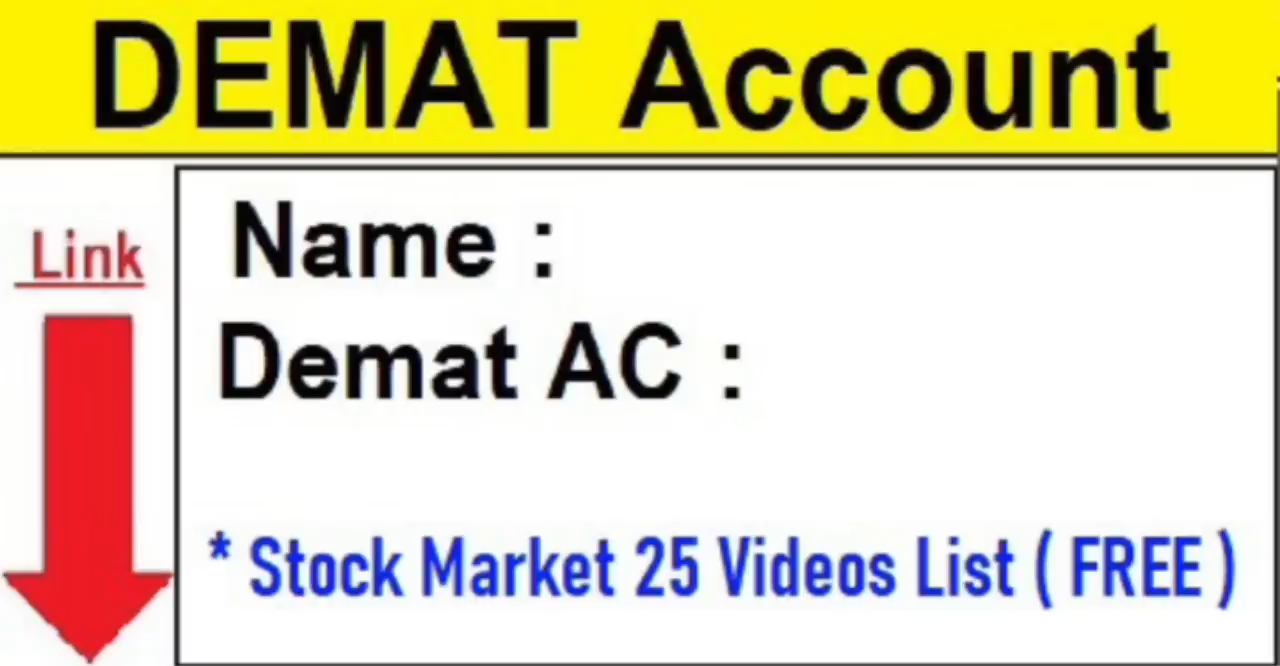 DEMAT Account
Link
Name :
Demat AC :
* Stock Market 25 Videos List ( FREE )